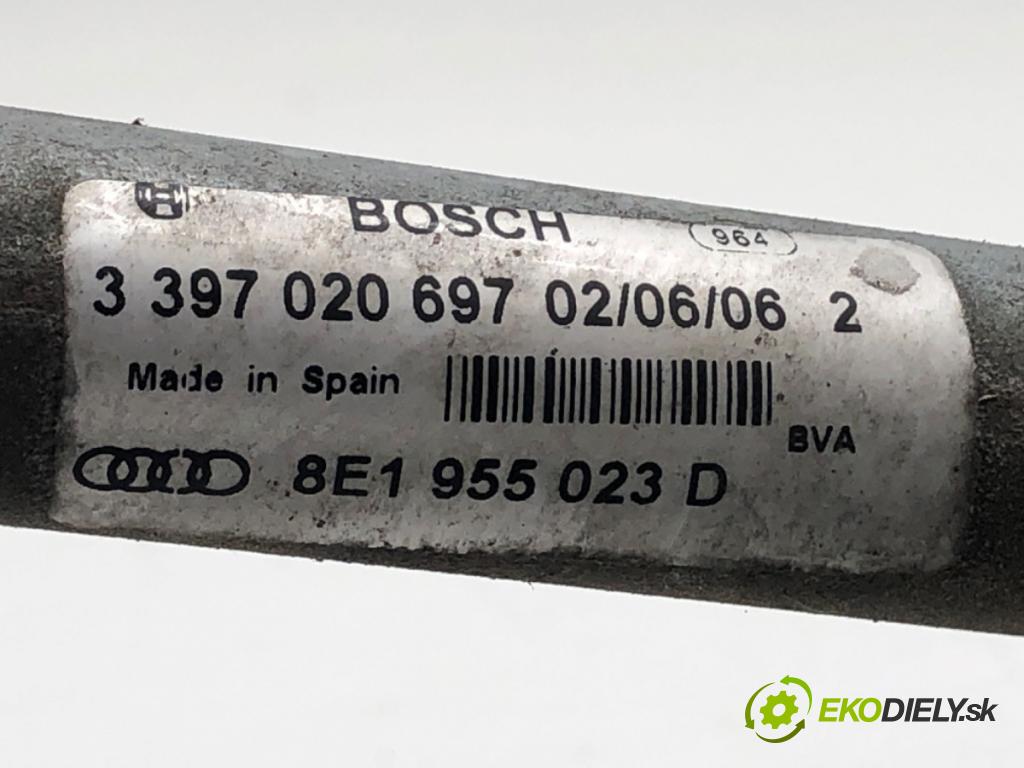 BOSCH 964
3 397 020 697 02/06/06 2
Made in Spain
BVA
8E1 955 023 D
EKODIELY.sk